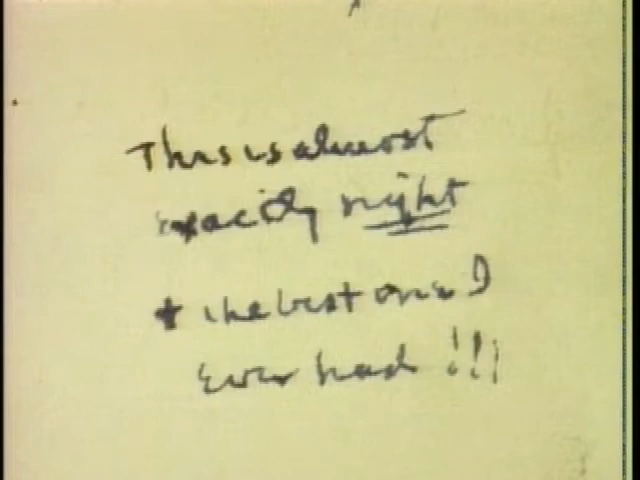 This is almost
exactly right
+ the best one I
ever had !!!